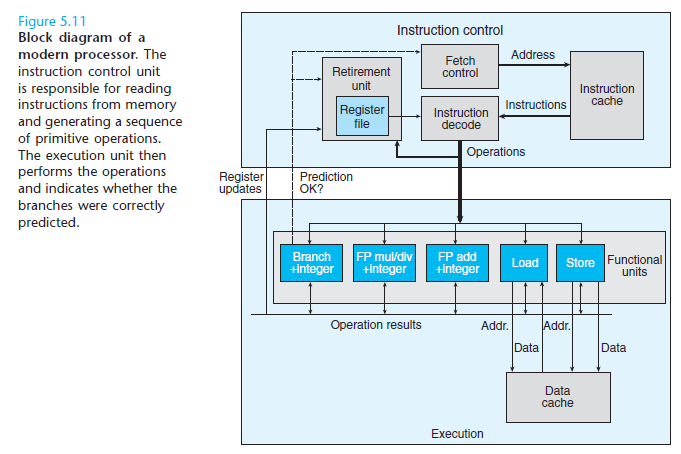 Figure 5.11
Block diagram of a
modern processor. The
instruction control unit
is responsible for reading
instructions from memory
and generating a sequence
of primitive operations.
The execution unit then
performs the operations
and indicates whether the
branches were correctly
predicted.
Instruction control
Retirement
unit
Register
file
Fetch
control
Address
Instruction
decode
Instructions
Instruction
cache
Operations
Register
updates
Prediction
OK?
Branch
+Integer
FP mul/div
+Integer
FP add
+Integer
Load
Store
Functional
units
Operation results
Addr.
Addr.
Data
Data
Data
cache
Execution